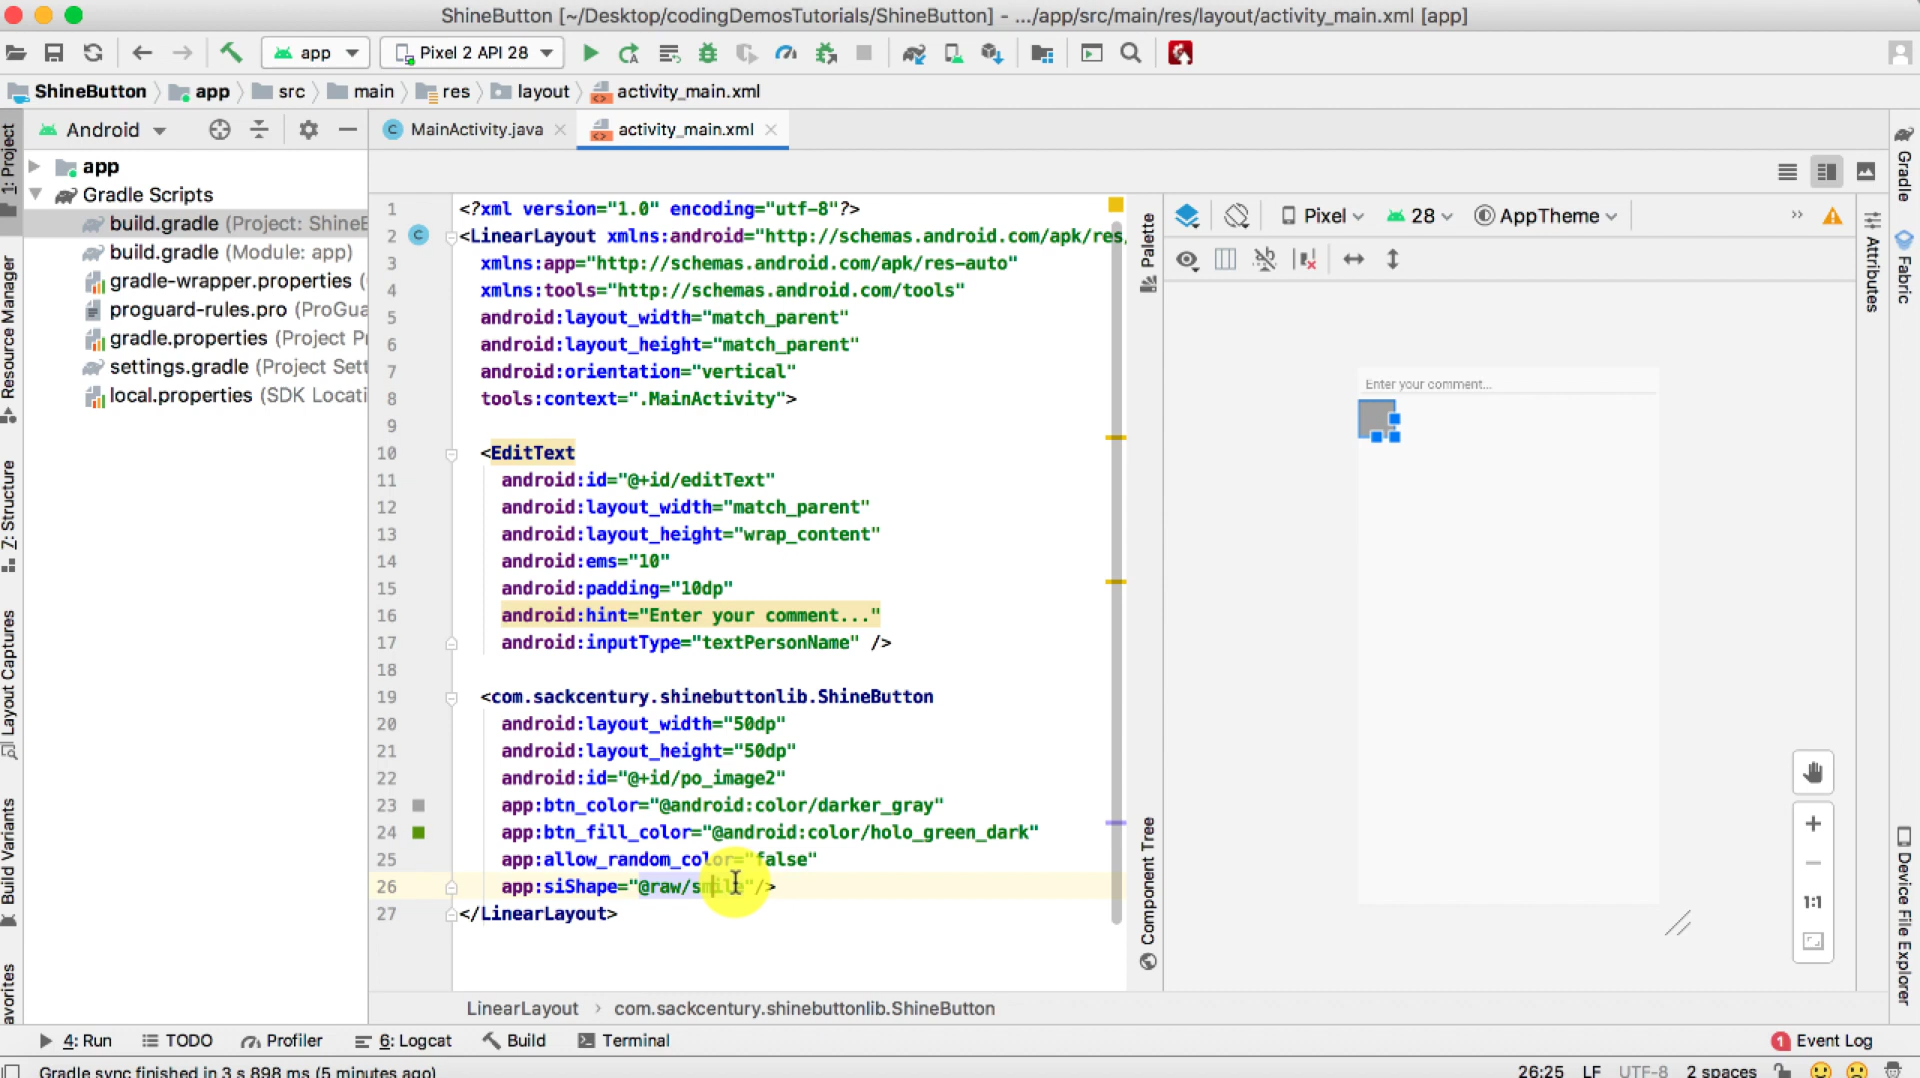 ShineButton [~/Desktop/codingDemosTutorials/ShineButton] - .../app/src/main/res/layout/activity_main.xml [app]
app
Pixel 2 API 28
ShineButton
app
src
main
res
layout
activity_main.xml
1: Project
Resource Manager
Z: Structure
Layout Captures
Build Variants
avorites
Android
app
Gradle Scripts
build.gradle (Project: ShineB
build.gradle (Module: app)
gradle-wrapper.properties (
proguard-rules.pro (ProGua
gradle.properties (Project Pr
settings.gradle (Project Sett
local.properties (SDK Locati
MainActivity.java
activity_main.xml
1 <?xml version="1.0" encoding="utf-8"?>
2 <LinearLayout xmlns:android="http://schemas.android.com/apk/res,
3 xmlns:app="http://schemas.android.com/apk/res-auto"
4 xmlns:tools="http://schemas.android.com/tools"
5 android:layout_width="match_parent"
6 android:layout_height="match_parent"
7 android:orientation="vertical"
8 tools:context=".MainActivity">
9
10 <EditText
11 android:id="@+id/editText"
12 android:layout_width="match_parent"
13 android:layout_height="wrap_content"
14 android:ems="10"
15 android:padding="10dp"
16 android:hint="Enter your comment..."
17 android:inputType="textPersonName" />
18
19 <com.sackcentury.shinebuttonlib.ShineButton
20 android:layout_width="50dp"
21 android:layout_height="50dp"
22 android:id="@+id/po_image2"
23 app:btn_color="@android:color/darker_gray"
24 app:btn_fill_color="@android:color/holo_green_dark"
25 app:allow_random_color="false"
26 app:siShape="@raw/smile"/>
27 </LinearLayout>
LinearLayout › com.sackcentury.shinebuttonlib.ShineButton
Palette
Component Tree
Pixel
28
AppTheme
Enter your comment...
1:1
Attributes
Gradle
Fabric
Device File Explorer
4: Run
TODO
Profiler
6: Logcat
Build
Terminal
1 Event Log
Gradle sync finished in 3 s 898 ms (5 minutes ago)
26:25 LF UTF-8 2 spaces